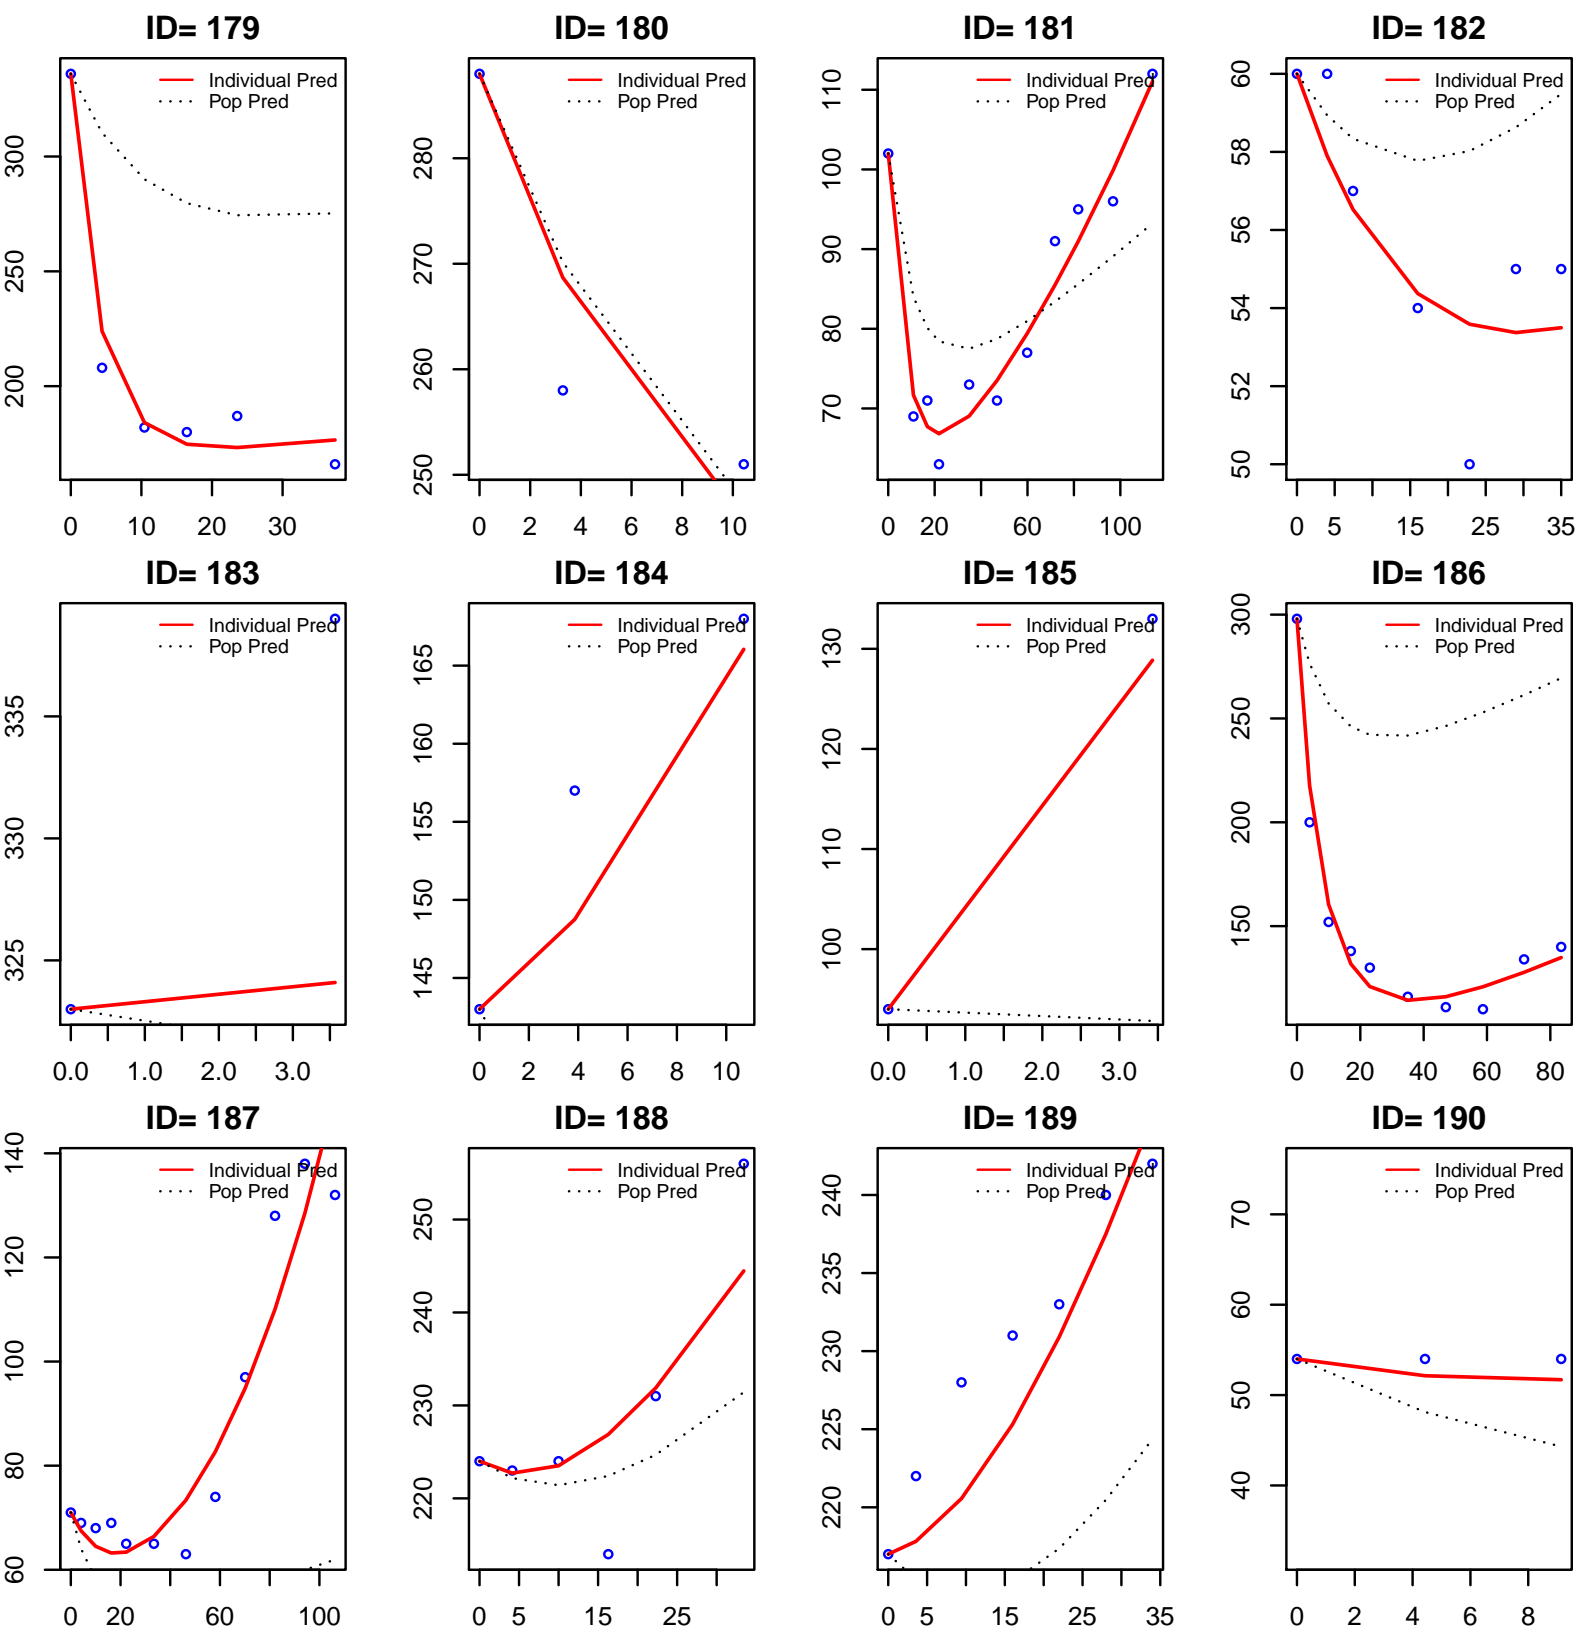 ID= 179
Individual Pred
Pop Pred
200 250 300
0 10 20 30
ID= 180
Individual Pred
Pop Pred
250 260 270 280
0 2 4 6 8 10
ID= 181
Individual Pred
Pop Pred
70 80 90 100 110
0 20 60 100
ID= 182
Individual Pred
Pop Pred
50 52 54 56 58 60
0 5 15 25 35
ID= 183
Individual Pred
Pop Pred
325 330 335
0.0 1.0 2.0 3.0
ID= 184
Individual Pred
Pop Pred
145 150 155 160 165
0 2 4 6 8 10
ID= 185
Individual Pred
Pop Pred
100 110 120 130
0.0 1.0 2.0 3.0
ID= 186
Individual Pred
Pop Pred
150 200 250 300
0 20 40 60 80
ID= 187
Individual Pred
Pop Pred
60 80 100 120 140
0 20 60 100
ID= 188
Individual Pred
Pop Pred
220 230 240 250
0 5 15 25
ID= 189
Individual Pred
Pop Pred
220 225 230 235 240
0 5 15 25 35
ID= 190
Individual Pred
Pop Pred
40 50 60 70
0 2 4 6 8